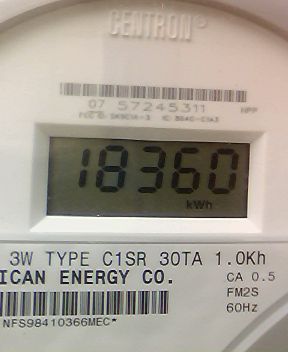 CENTRON®
07 57245311 HPP
18360
kWh
3W TYPE C1SR 30TA 1.0Kh
ICAN ENERGY CO.
CA 0.5
FM2S
60Hz
NFS98410366MEC*